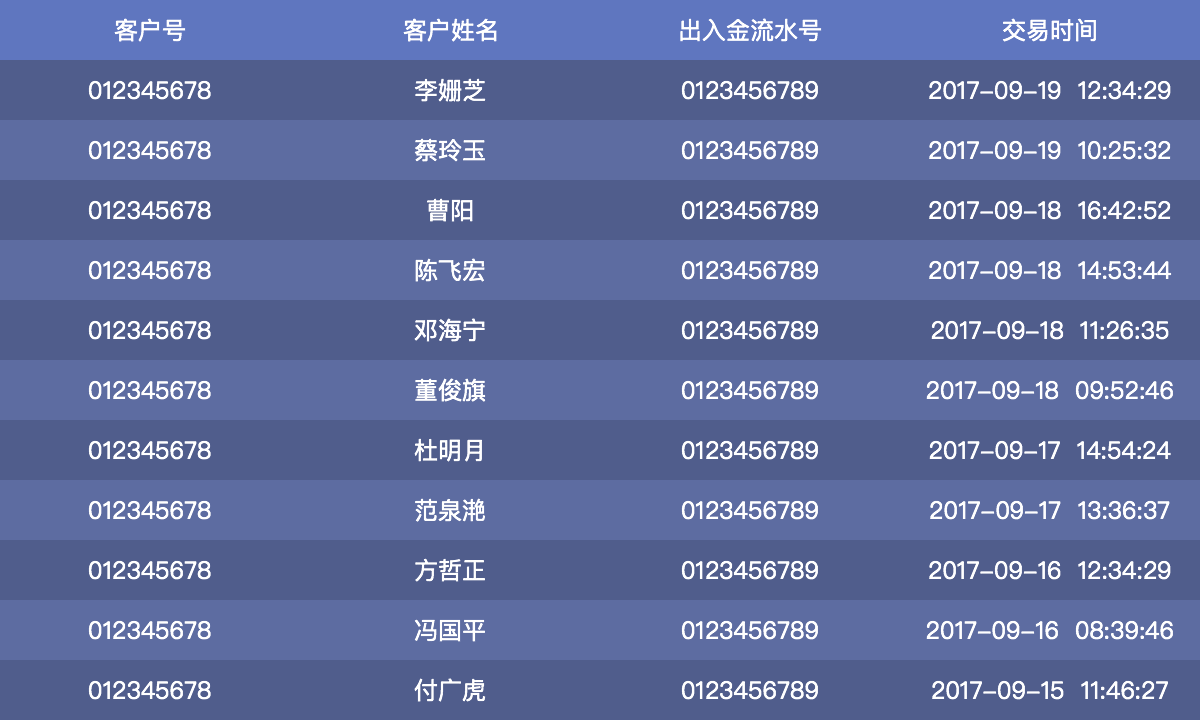 客户号 客户姓名 出入金流水号 交易时间
012345678 李姗芝 0123456789 2017-09-19 12:34:29
012345678 蔡玲玉 0123456789 2017-09-19 10:25:32
012345678 曹阳 0123456789 2017-09-18 16:42:52
012345678 陈飞宏 0123456789 2017-09-18 14:53:44
012345678 邓海宁 0123456789 2017-09-18 11:26:35
012345678 董俊旗 0123456789 2017-09-18 09:52:46
012345678 杜明月 0123456789 2017-09-17 14:54:24
012345678 范泉滟 0123456789 2017-09-17 13:36:37
012345678 方哲正 0123456789 2017-09-16 12:34:29
012345678 冯国平 0123456789 2017-09-16 08:39:46
012345678 付广虎 0123456789 2017-09-15 11:46:27